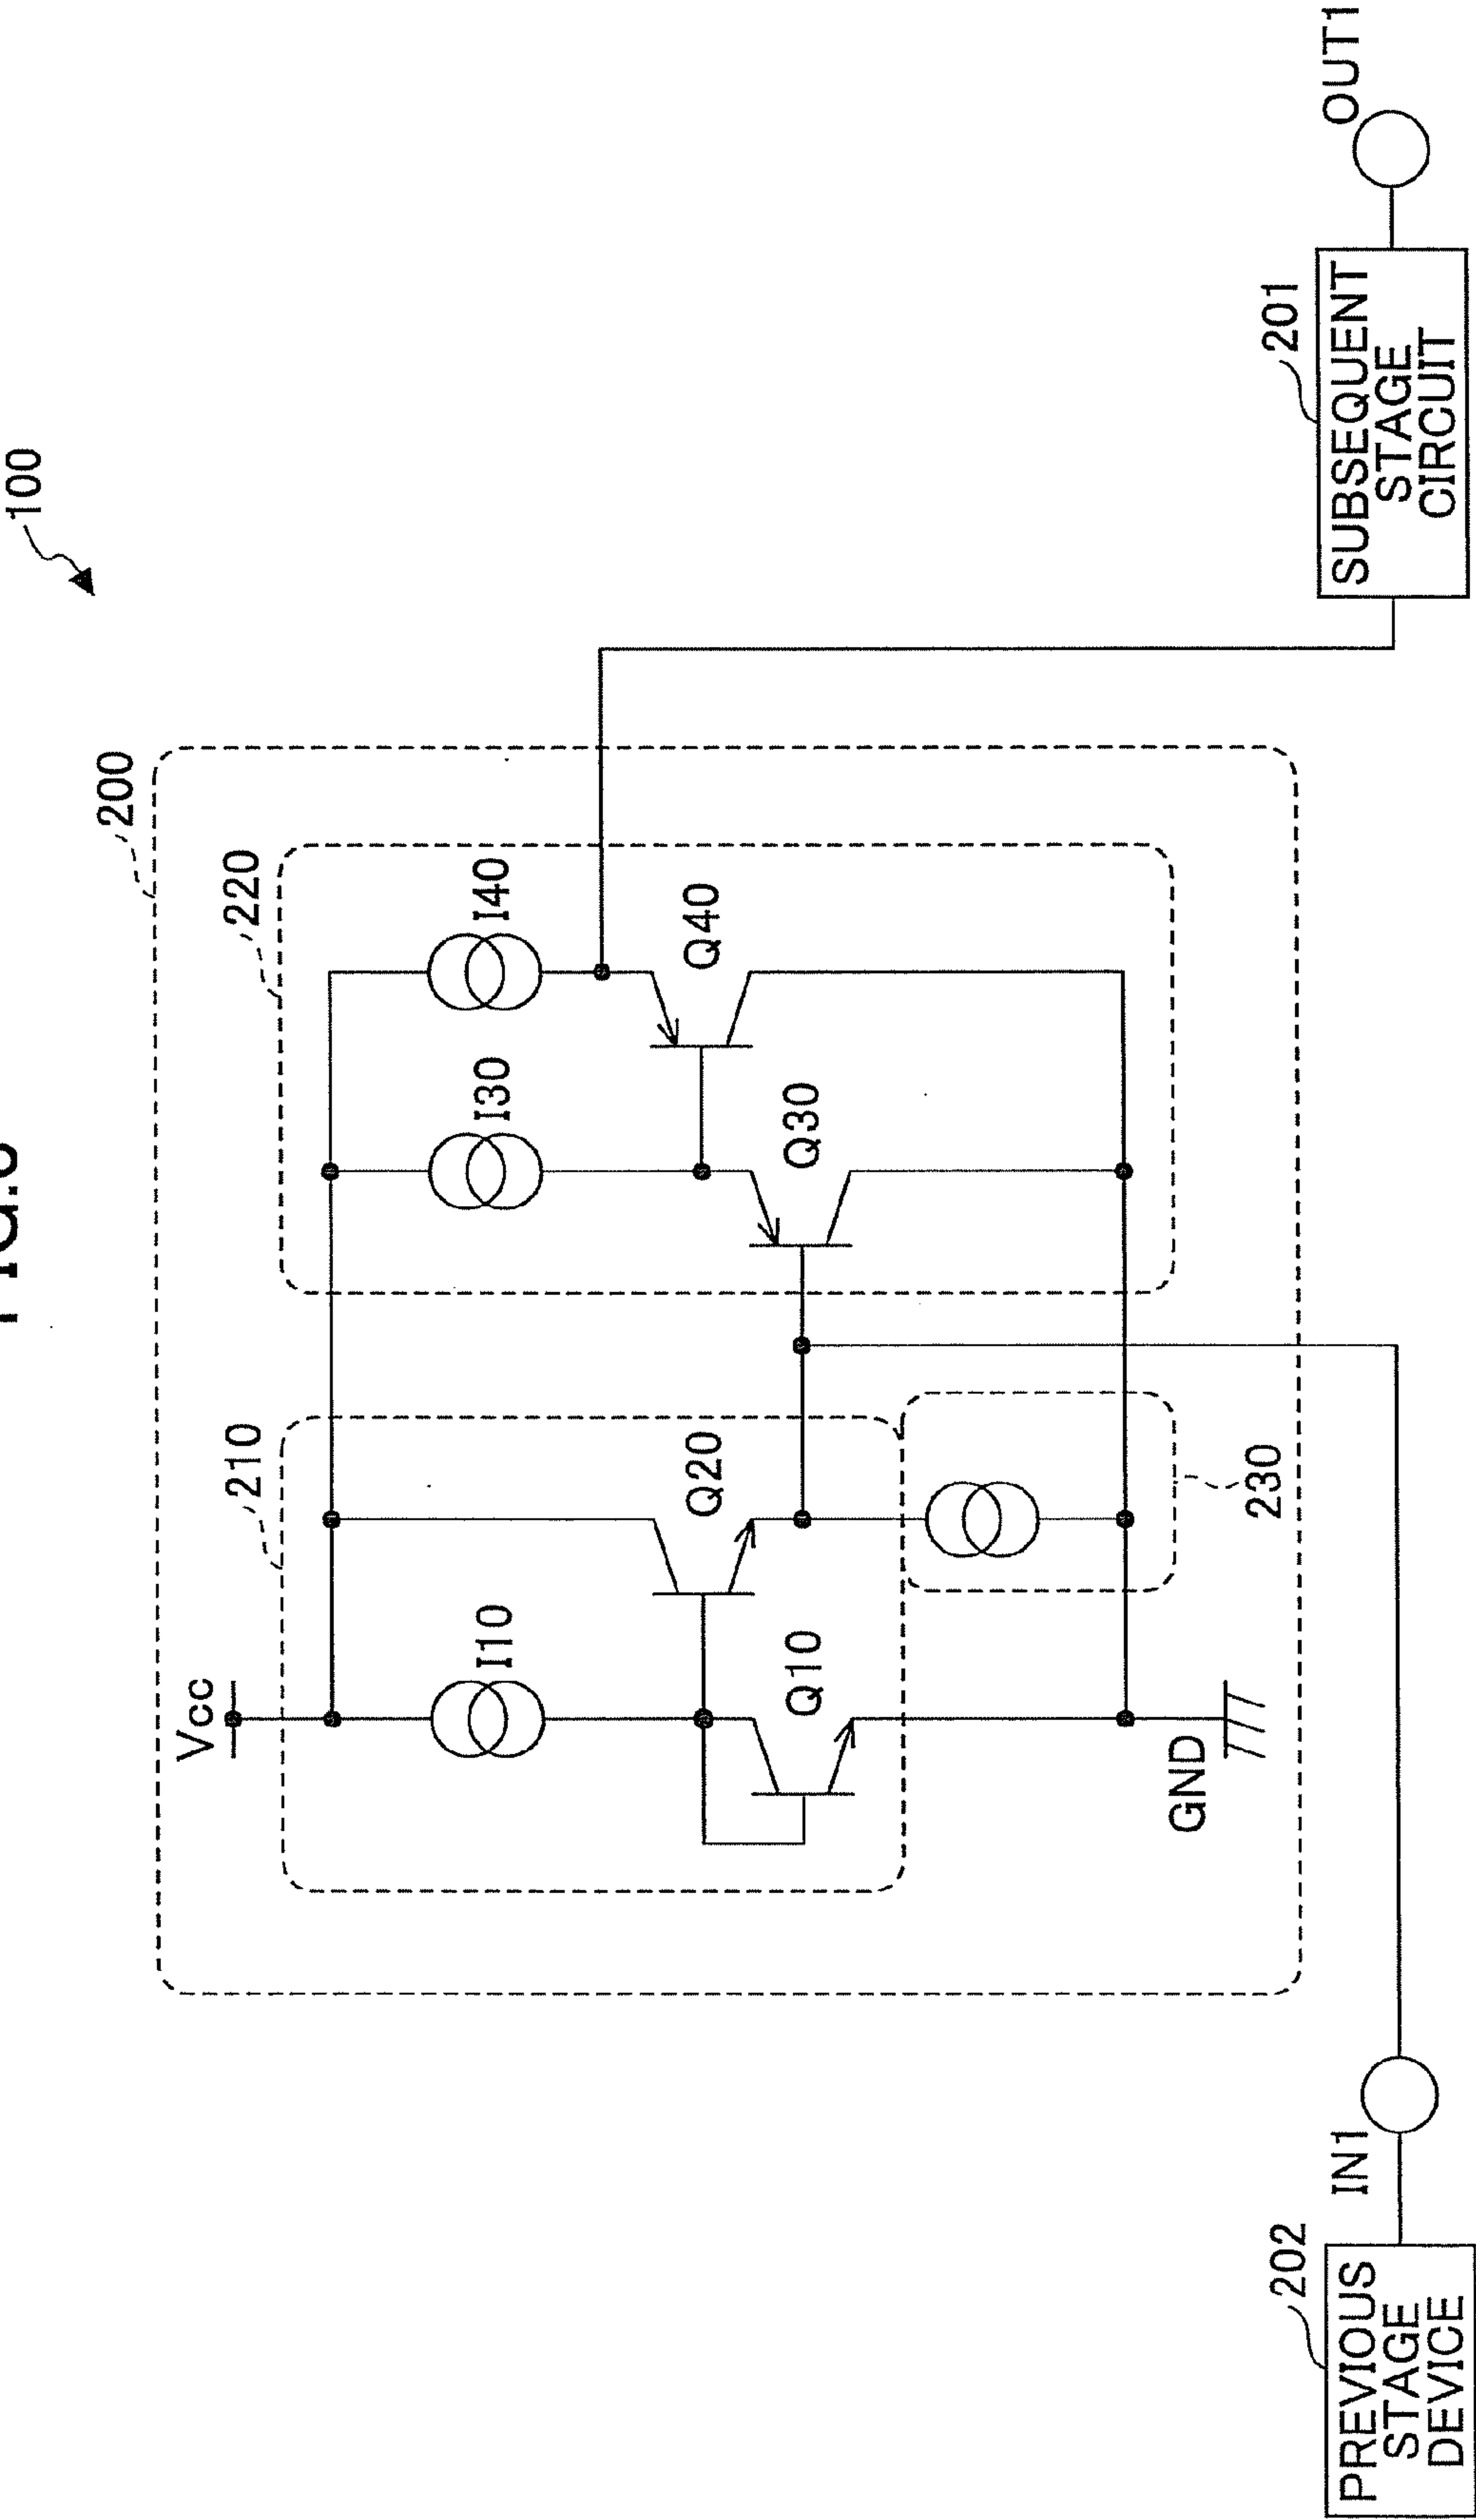 100
200
210
220
Vcc
I10
I30
I40
Q20
Q40
Q10
Q30
GND
230
202
IN1
201
OUT1
PREVIOUS
STAGE
DEVICE
SUBSEQUENT
STAGE
CIRCUIT